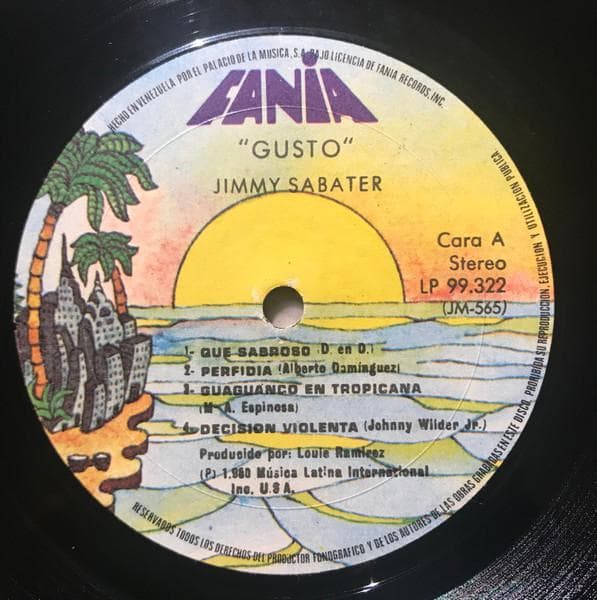 HECHO EN VENEZUELA POR EL PALACIO DE LA MUSICA, S.A. BAJO LICENCIA DE FANIA RECORDS, INC.
FANIA
"GUSTO"
JIMMY SABATER
Cara A
Stereo
LP 99.322
(JM-565)
1- QUE SABROSO (D. en D.)
2- PERFIDIA (Alberto Dominguez)
3- GUAGUANCO EN TROPICANA
(M. A. Espinosa)
4. DECISION VIOLENTA (Johnny Wilder Jr.)
Producido por: Louie Ramirez
(P) 1.980 Música Latina International
Inc. U.S.A.
RESERVADOS TODOS LOS DERECHOS DEL PRODUCTOR FONOGRAFICO Y DE LOS AUTORES DE LAS OBRAS GRABADAS EN ESTE DISCO. PROHIBIDA SU REPRODUCCION, EJECUCION Y UTILIZACION PUBLICA.